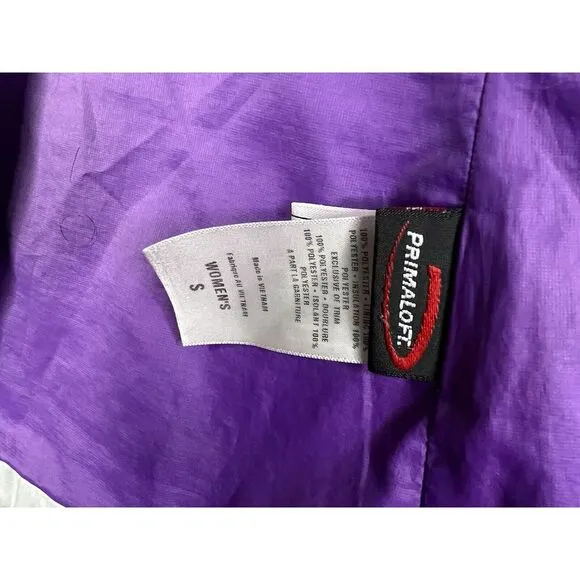 PRIMALOFT.
100% POLYESTER • LINING 100%
POLYESTER • INSULATION 100%
POLYESTER
EXCLUSIVE OF TRIM
100% POLYESTER • DOUBLURE
100% POLYESTER • ISOLANT 100%
POLYESTER
À PART LA GARNITURE
Made in VIETNAM
Fabriqué AU VIETNAM
WOMEN'S
S